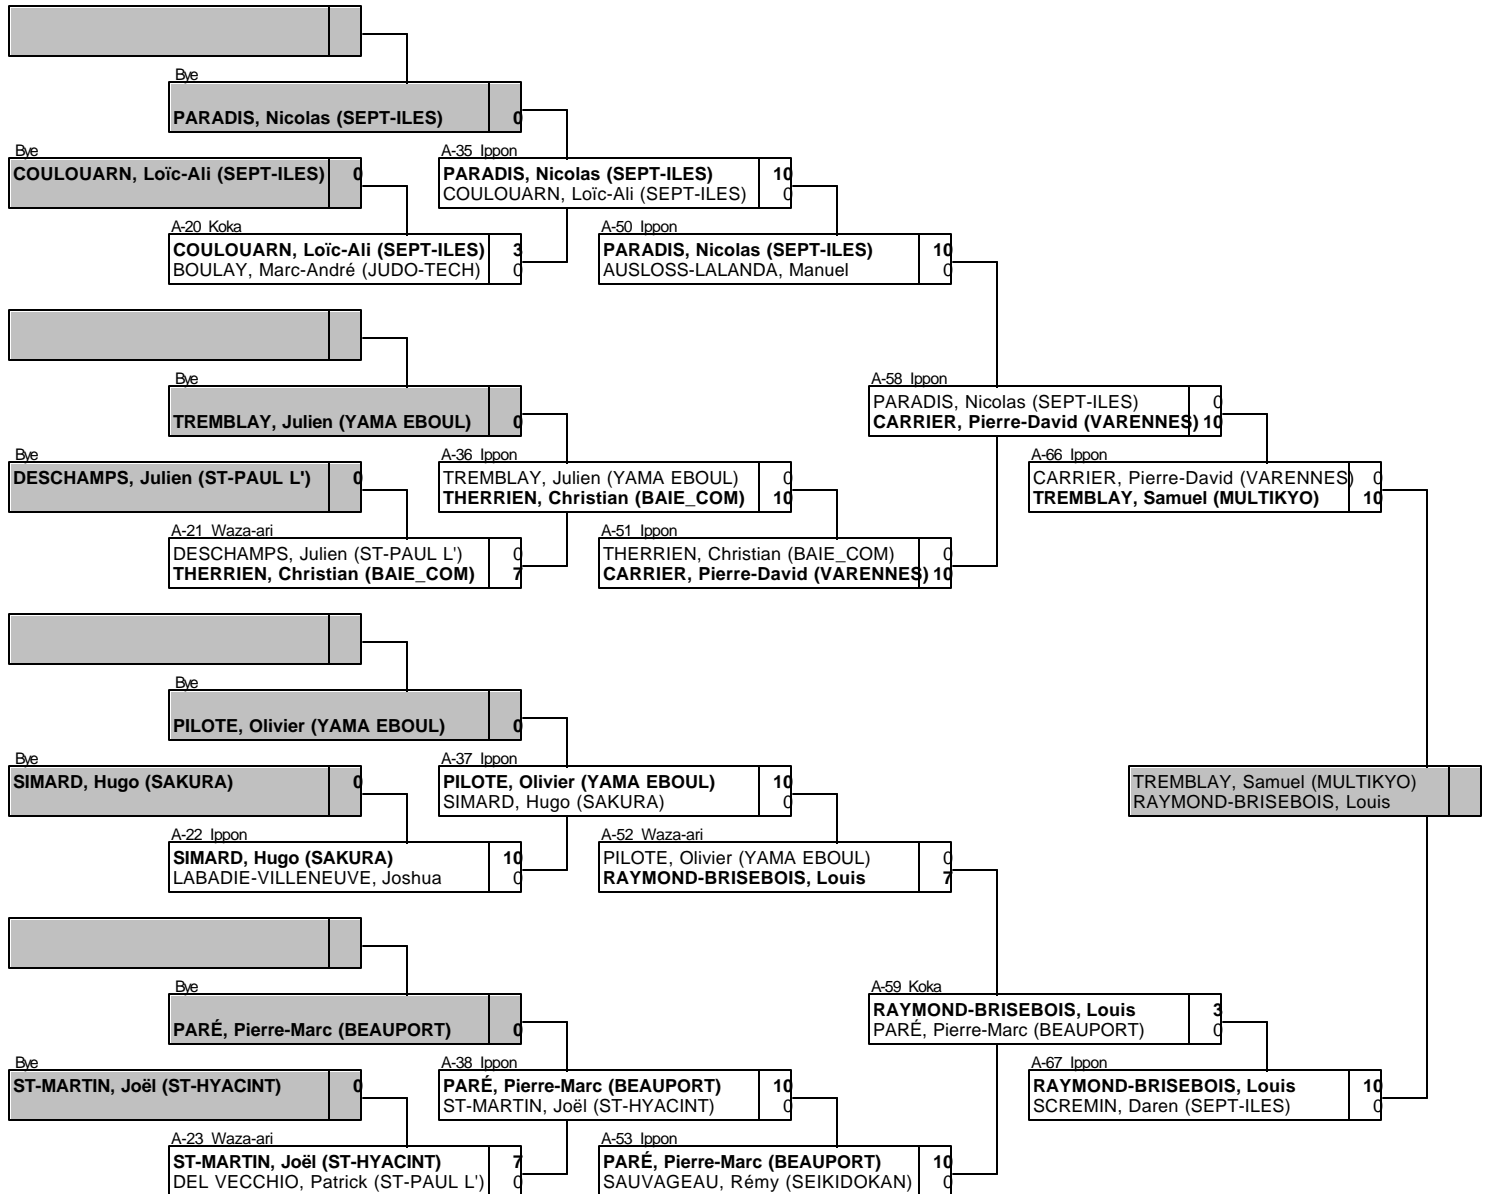 Bye
PARADIS, Nicolas (SEPT-ILES) 0
Bye
COULOUARN, Loïc-Ali (SEPT-ILES) 0
A-35 Ippon
PARADIS, Nicolas (SEPT-ILES) 10
COULOUARN, Loïc-Ali (SEPT-ILES) 0
A-20 Koka
COULOUARN, Loïc-Ali (SEPT-ILES) 3
BOULAY, Marc-André (JUDO-TECH) 0
A-50 Ippon
PARADIS, Nicolas (SEPT-ILES) 10
AUSLOSS-LALANDA, Manuel 0
Bye
TREMBLAY, Julien (YAMA EBOUL) 0
A-58 Ippon
PARADIS, Nicolas (SEPT-ILES) 0
CARRIER, Pierre-David (VARENNES) 10
Bye
DESCHAMPS, Julien (ST-PAUL L') 0
A-36 Ippon
TREMBLAY, Julien (YAMA EBOUL) 0
THERRIEN, Christian (BAIE_COM) 10
A-66 Ippon
CARRIER, Pierre-David (VARENNES) 0
TREMBLAY, Samuel (MULTIKYO) 10
A-21 Waza-ari
DESCHAMPS, Julien (ST-PAUL L') 0
THERRIEN, Christian (BAIE_COM) 7
A-51 Ippon
THERRIEN, Christian (BAIE_COM) 0
CARRIER, Pierre-David (VARENNES) 10
Bye
PILOTE, Olivier (YAMA EBOUL) 0
Bye
SIMARD, Hugo (SAKURA) 0
A-37 Ippon
PILOTE, Olivier (YAMA EBOUL) 10
SIMARD, Hugo (SAKURA) 0
TREMBLAY, Samuel (MULTIKYO)
RAYMOND-BRISEBOIS, Louis
A-22 Ippon
SIMARD, Hugo (SAKURA) 10
LABADIE-VILLENEUVE, Joshua 0
A-52 Waza-ari
PILOTE, Olivier (YAMA EBOUL) 0
RAYMOND-BRISEBOIS, Louis 7
Bye
PARÉ, Pierre-Marc (BEAUPORT) 0
A-59 Koka
RAYMOND-BRISEBOIS, Louis 3
PARÉ, Pierre-Marc (BEAUPORT) 0
Bye
ST-MARTIN, Joël (ST-HYACINT) 0
A-38 Ippon
PARÉ, Pierre-Marc (BEAUPORT) 10
ST-MARTIN, Joël (ST-HYACINT) 0
A-67 Ippon
RAYMOND-BRISEBOIS, Louis 10
SCREMIN, Daren (SEPT-ILES) 0
A-23 Waza-ari
ST-MARTIN, Joël (ST-HYACINT) 7
DEL VECCHIO, Patrick (ST-PAUL L') 0
A-53 Ippon
PARÉ, Pierre-Marc (BEAUPORT) 10
SAUVAGEAU, Rémy (SEIKIDOKAN) 0